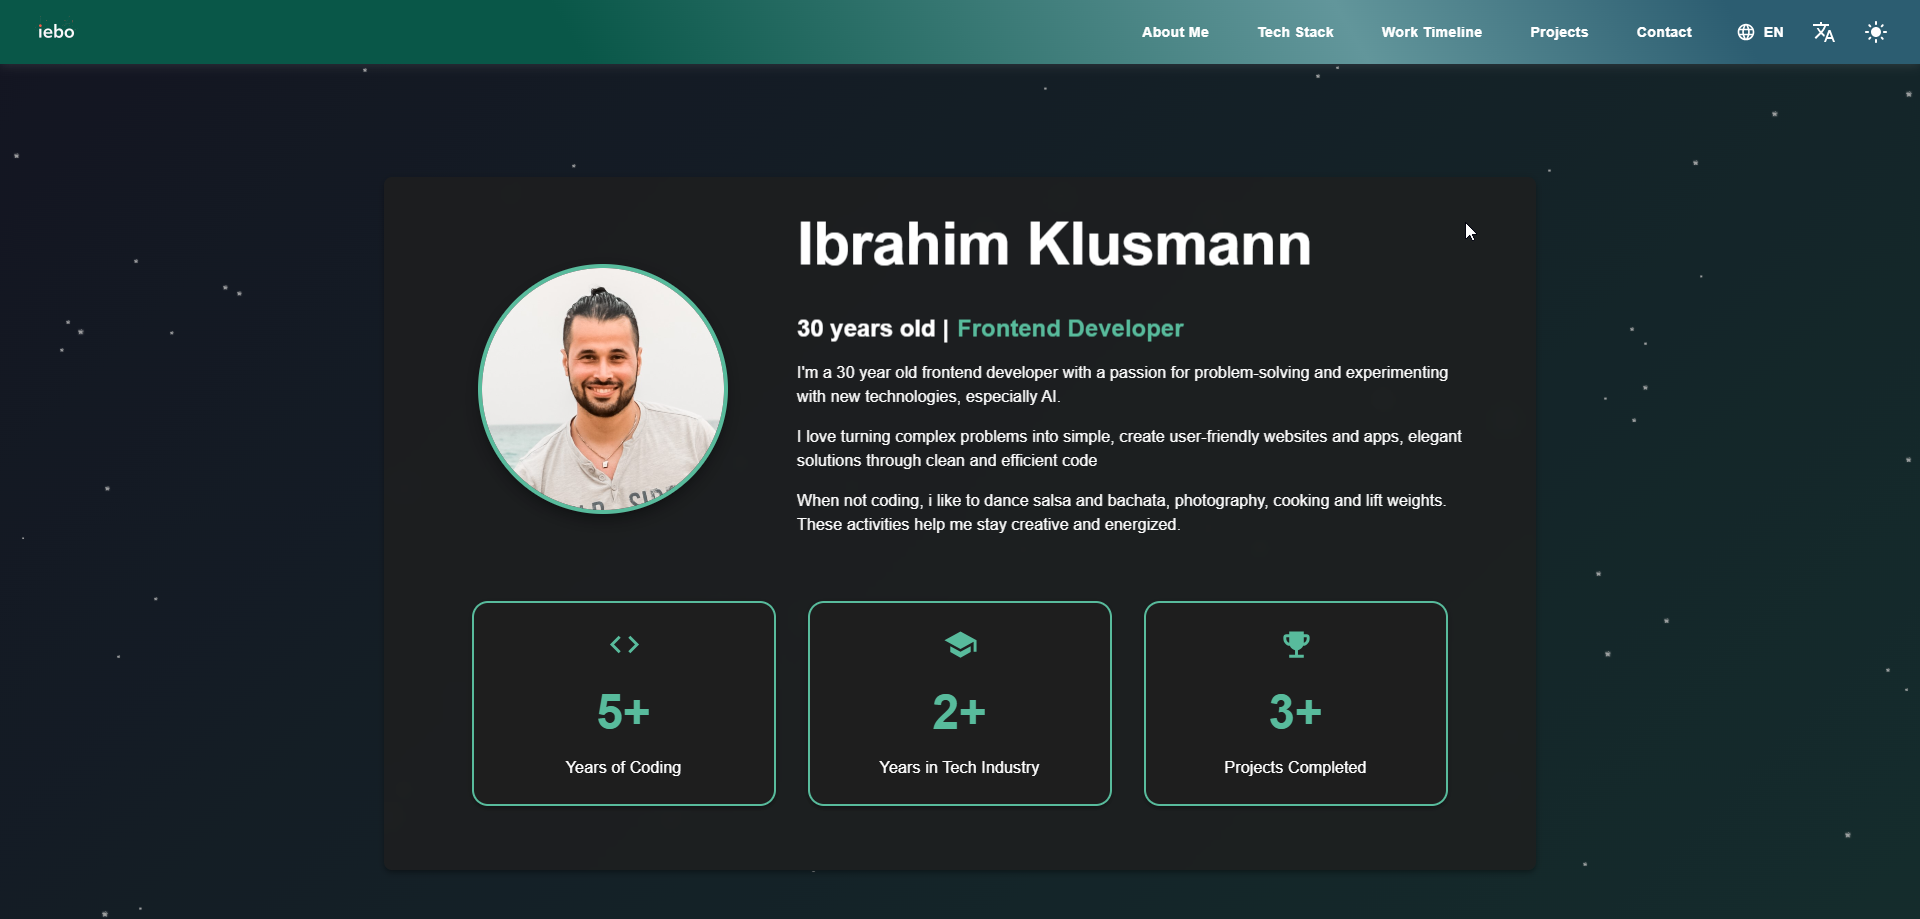 iebo
About Me
Tech Stack
Work Timeline
Projects
Contact
EN
Ibrahim Klusmann
30 years old | Frontend Developer
I'm a 30 year old frontend developer with a passion for problem-solving and experimenting
with new technologies, especially AI.
I love turning complex problems into simple, create user-friendly websites and apps, elegant
solutions through clean and efficient code
When not coding, i like to dance salsa and bachata, photography, cooking and lift weights.
These activities help me stay creative and energized.
5+
Years of Coding
2+
Years in Tech Industry
3+
Projects Completed